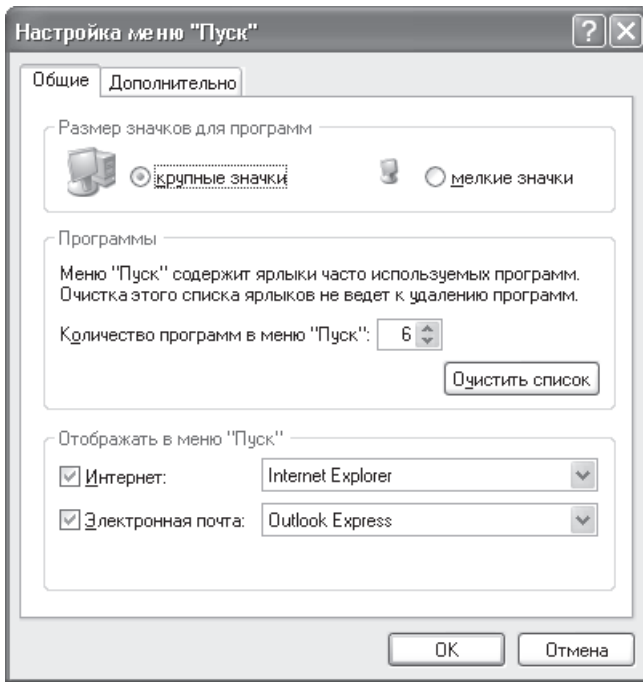 Настройка меню "Пуск"
Общие
Дополнительно
Размер значков для программ
крупные значки
мелкие значки
Программы
Меню "Пуск" содержит ярлыки часто используемых программ.
Очистка этого списка ярлыков не ведет к удалению программ.
Количество программ в меню "Пуск": 6
Очистить список
Отображать в меню "Пуск"
Интернет: Internet Explorer
Электронная почта: Outlook Express
OK Отмена